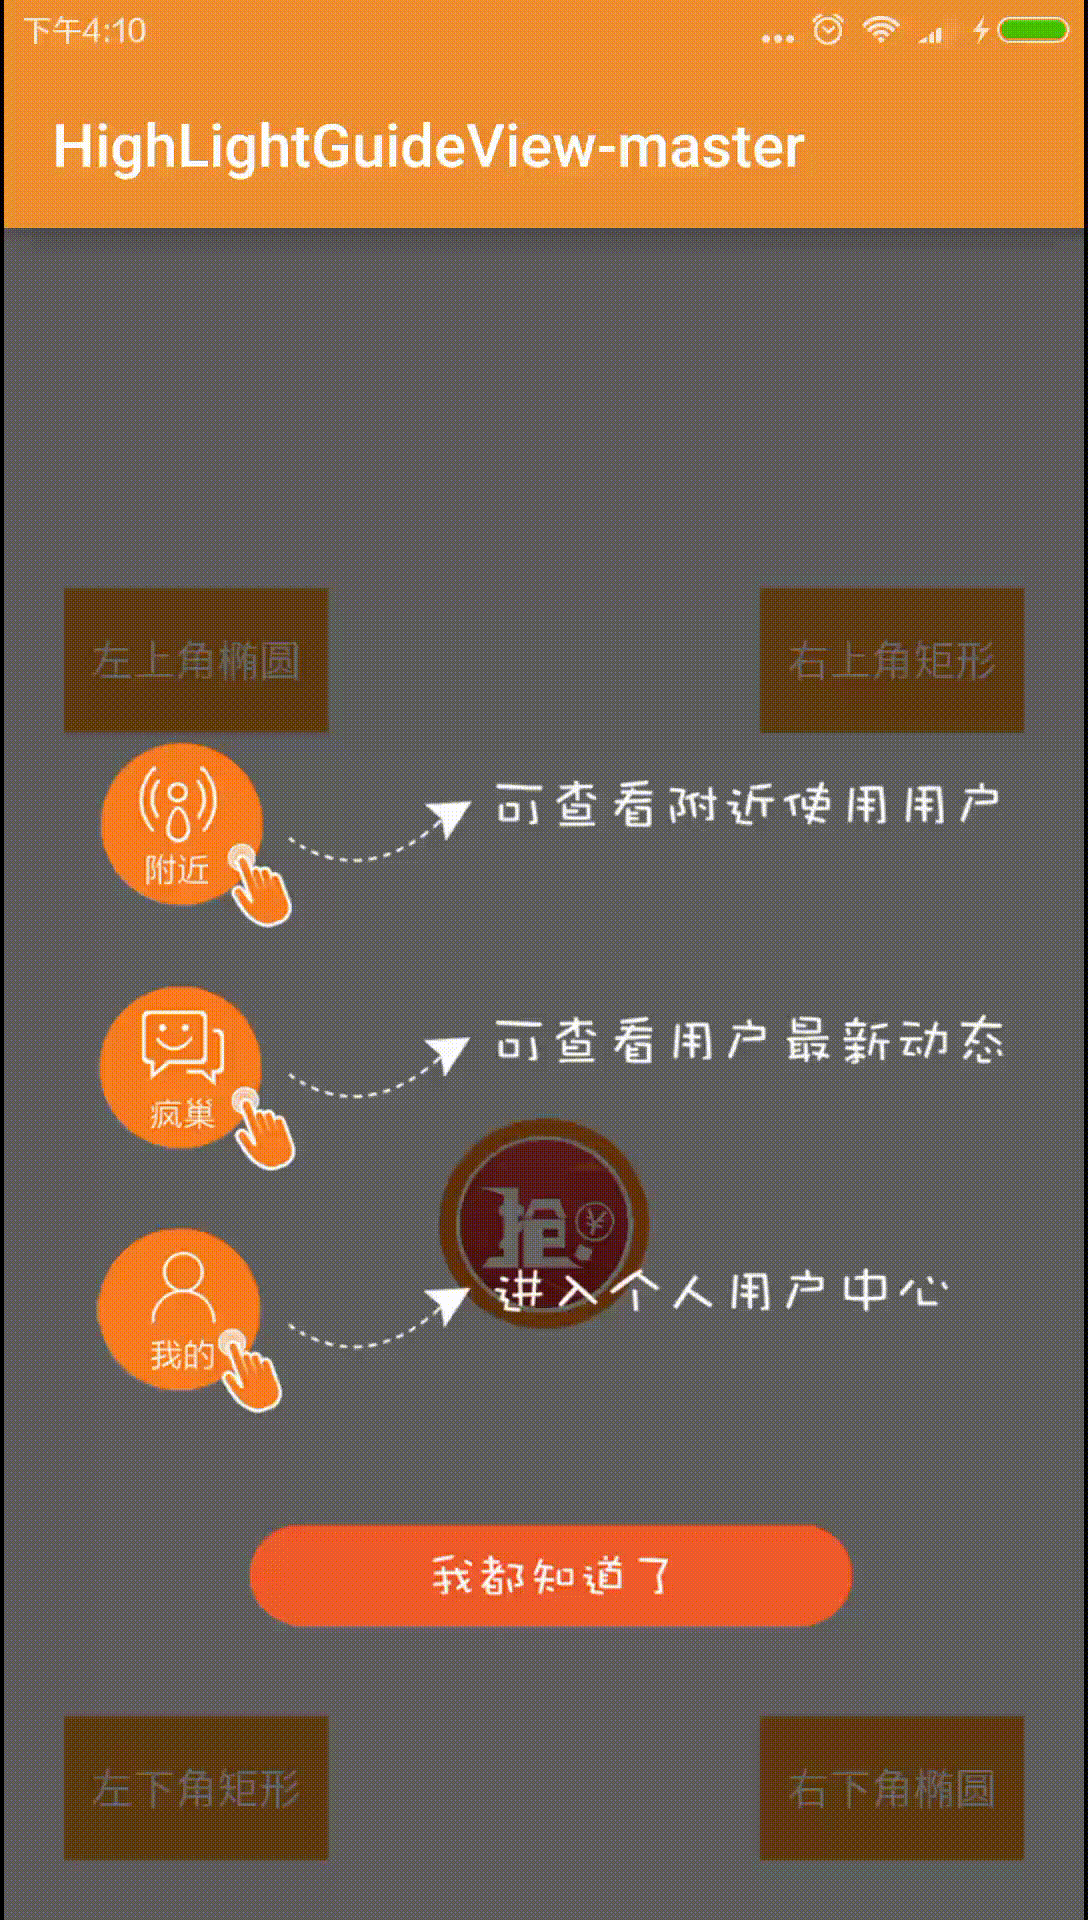 下午4:10
HighLightGuideView-master
左上角椭圆
右上角矩形
可查看附近使用用户
附近
可查看用户最新动态
疯巢
抢
¥
进入个人用户中心
我的
我都知道了
左下角矩形
右下角椭圆